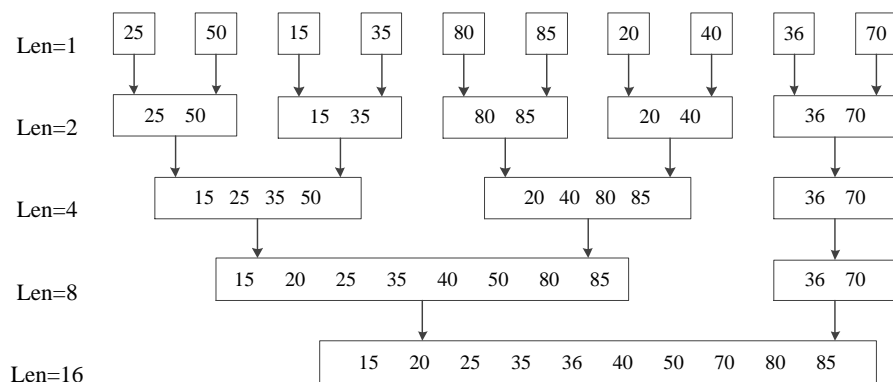 Len=1 25 50 15 35 80 85 20 40 36 70
Len=2 25 50 15 35 80 85 20 40 36 70
Len=4 15 25 35 50 20 40 80 85 36 70
Len=8 15 20 25 35 40 50 80 85 36 70
Len=16 15 20 25 35 36 40 50 70 80 85